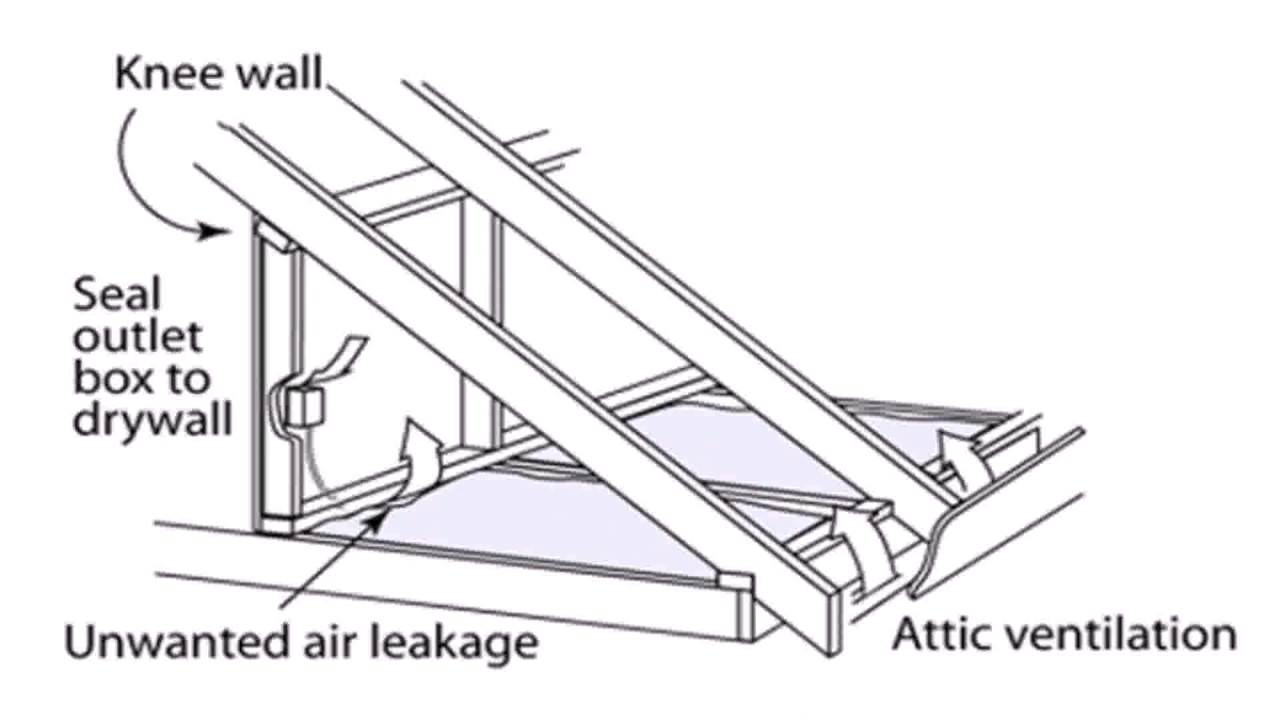 Knee wall
Seal
outlet
box to
drywall
Unwanted air leakage
Attic ventilation